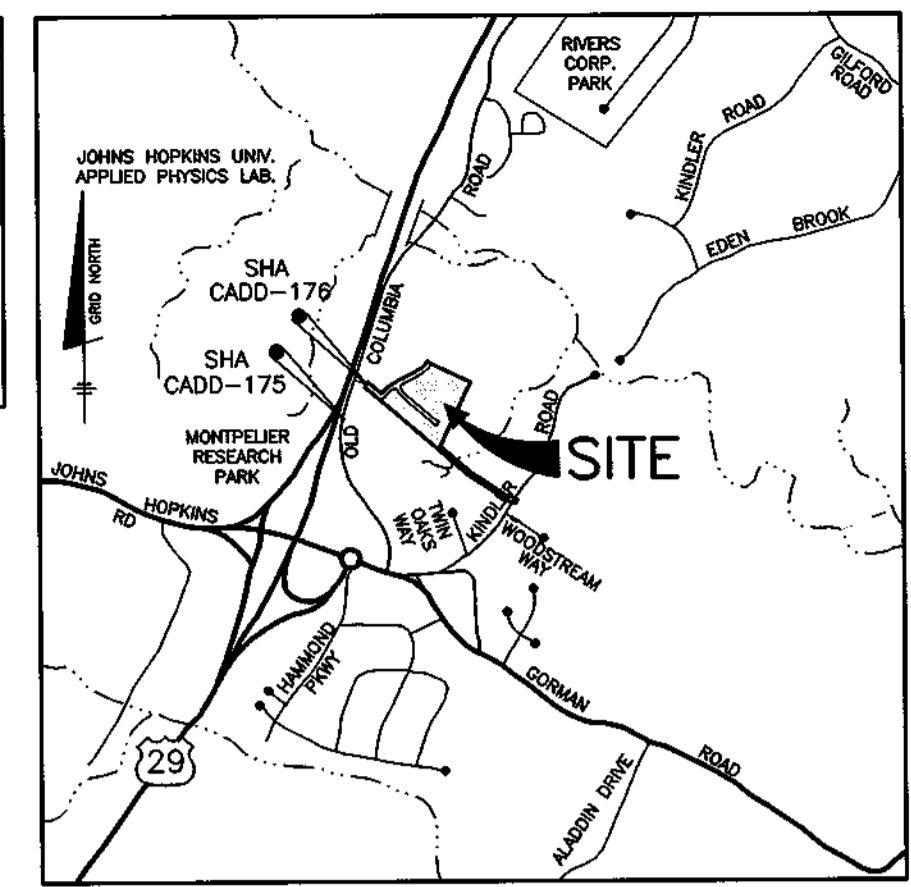 RIVERS
CORP.
PARK
GILFORD
ROAD
KINDLER ROAD
JOHNS HOPKINS UNIV.
APPLIED PHYSICS LAB.
ROAD
EDEN BROOK
GRID NORTH
SHA
CADD-176
COLUMBIA
SHA
CADD-175
OLD
ROAD
MONTPELIER
RESEARCH
PARK
SITE
JOHNS HOPKINS
RD
KINDLER
TWIN
OAKS
WAY
WOODSTREAM
WAY
HAMMOND
PKWY
GORMAN ROAD
29
ALADDIN DRIVE